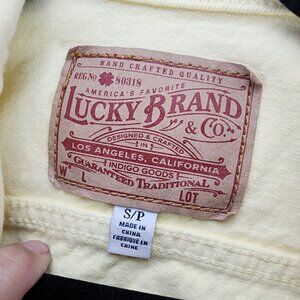 HAND CRAFTED QUALITY
REG No 80318
AMERICA'S FAVORITE
LUCKY BRAND
& Co.
DESIGNED & CRAFTED
IN
LOS ANGELES, CALIFORNIA
INDIGO GOODS
GUARANTEED TRADITIONAL
W L LOT
S/P
MADE IN
CHINA
FABRIQUÉ EN
CHINE